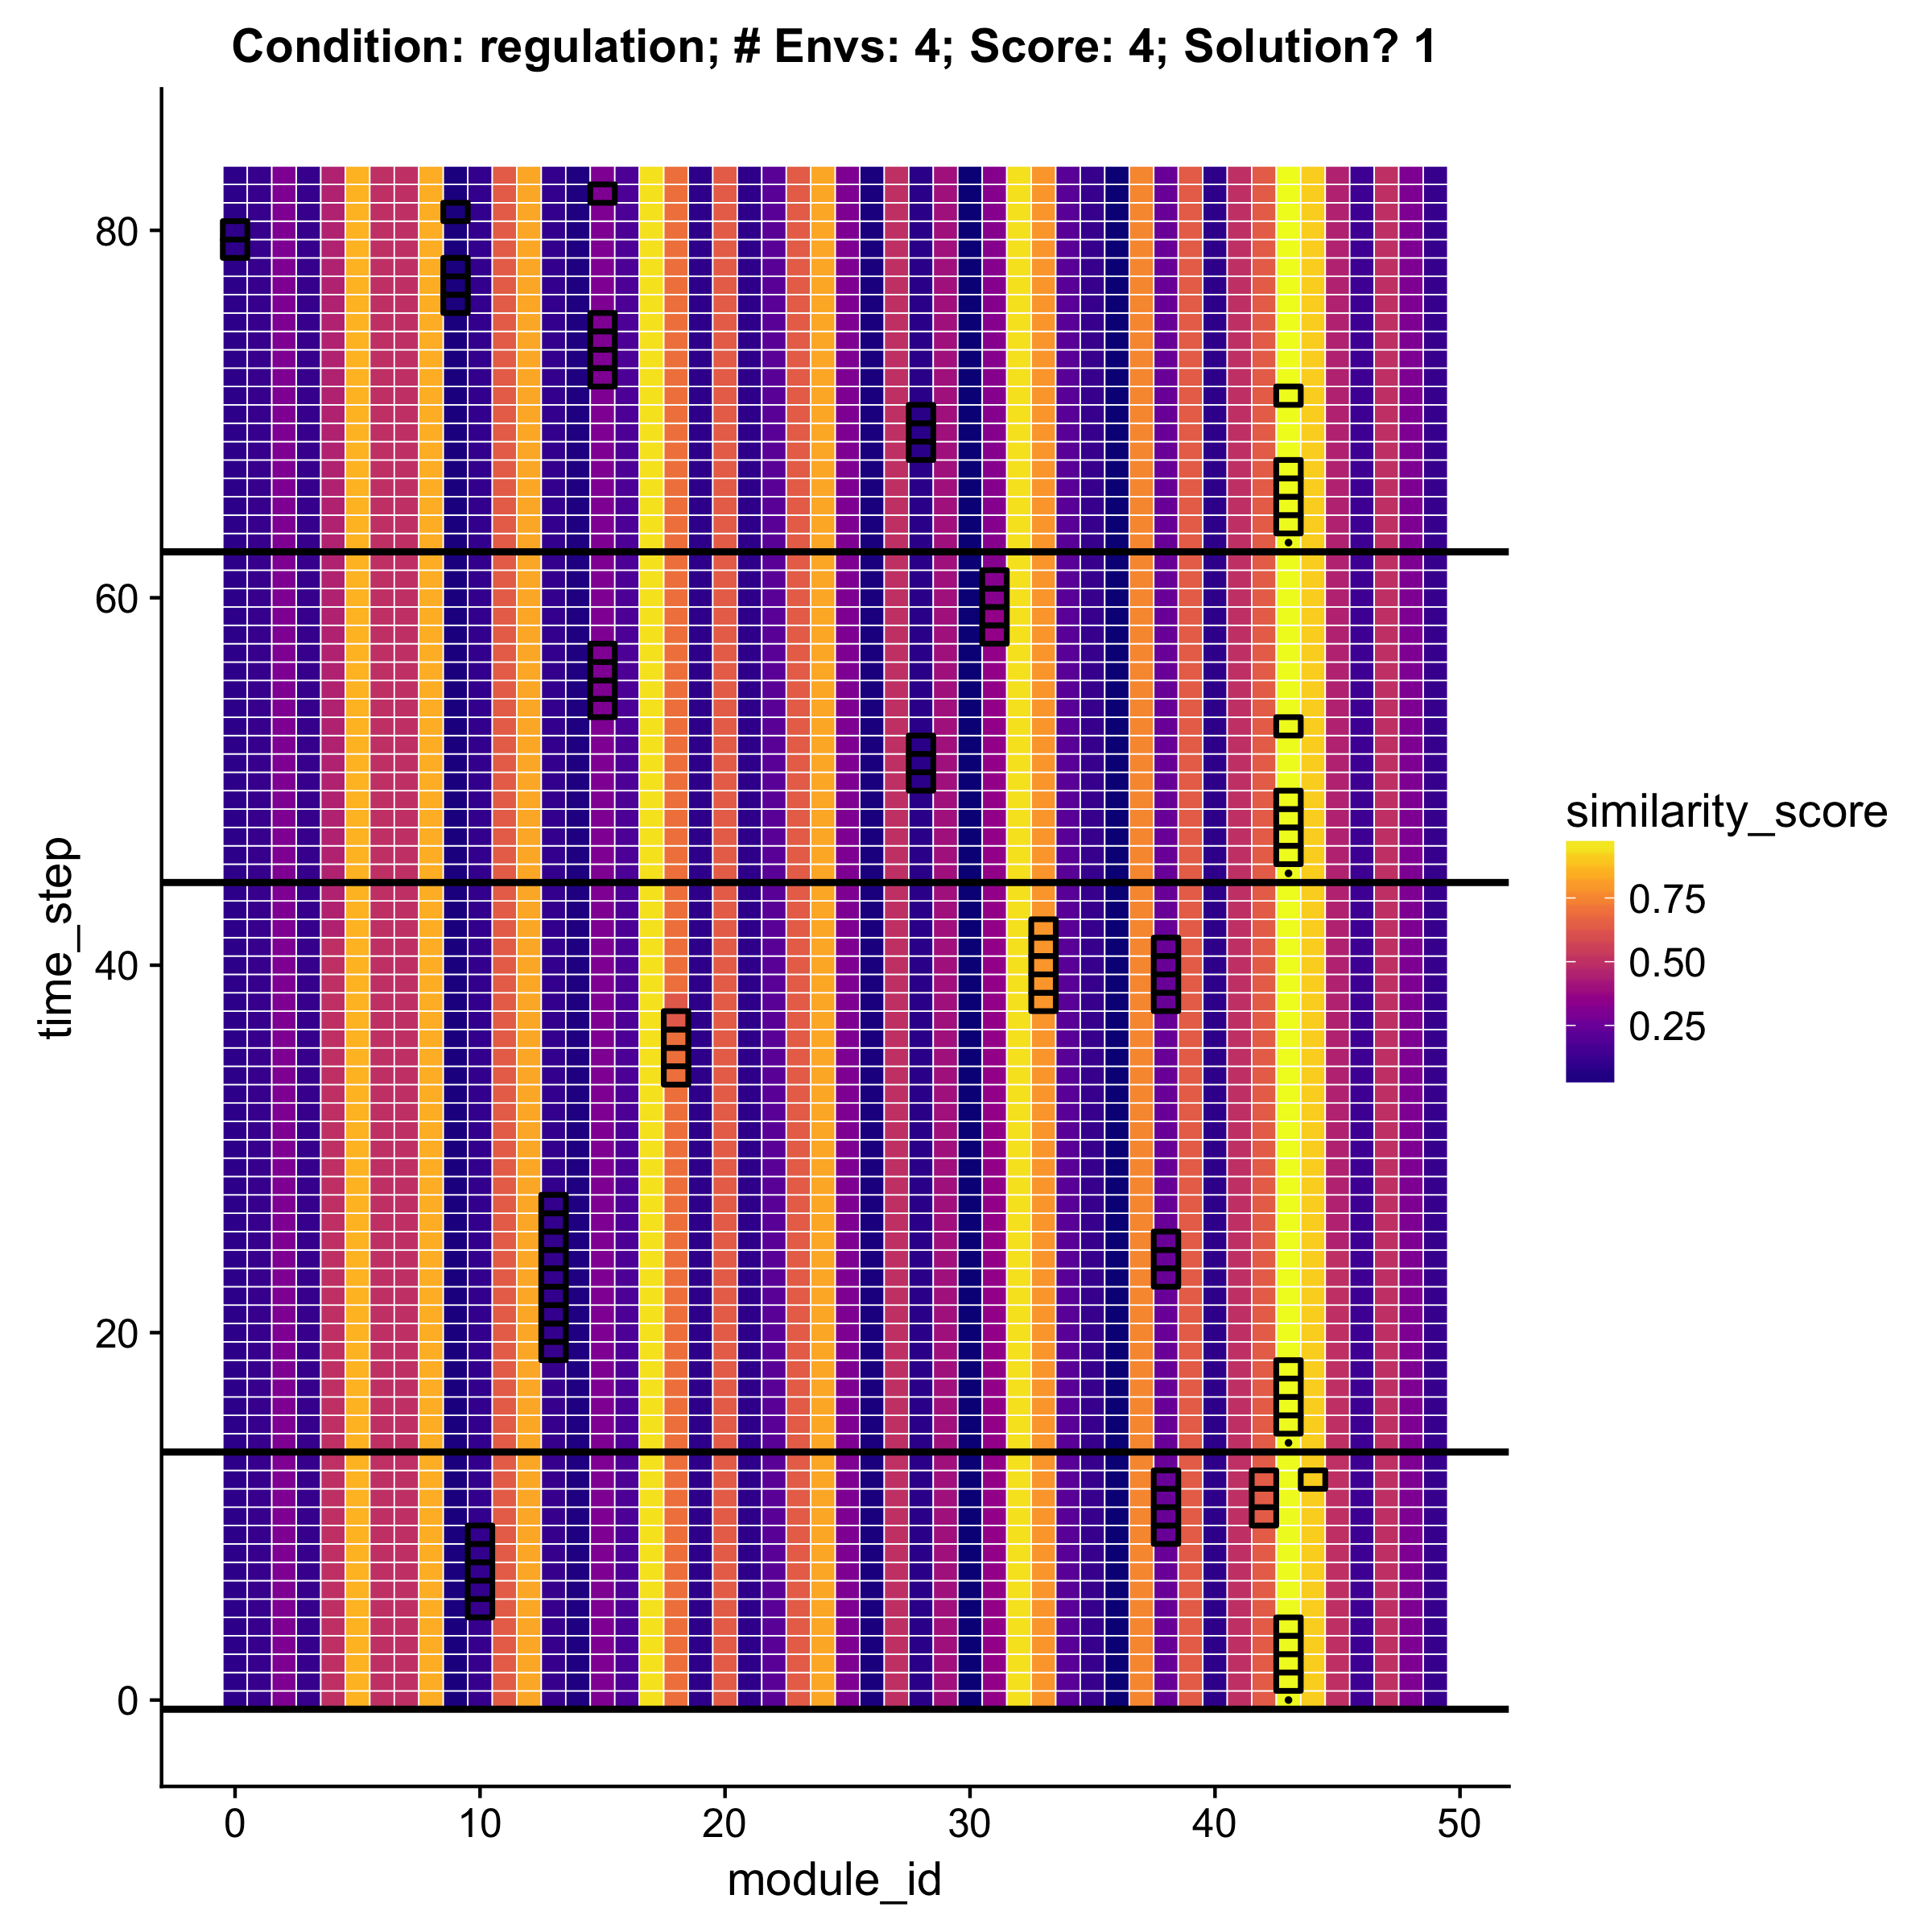 Condition: regulation; # Envs: 4; Score: 4; Solution? 1
80
60
40
20
0
time_step
0 10 20 30 40 50
module_id
similarity_score
0.75
0.50
0.25